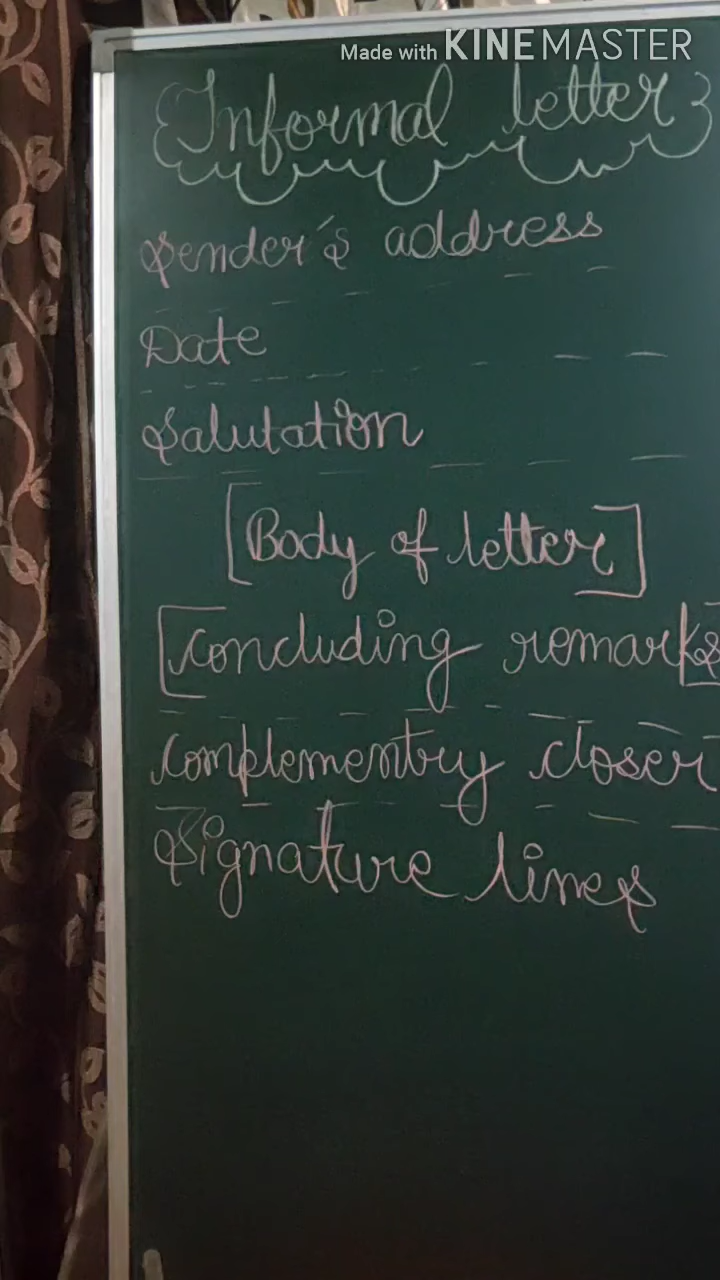 Made with KINEMASTER
Informal letter
Sender's address
Date
Salutation
[Body of letter]
[Concluding remarks]
Complementry closer
Signature lines